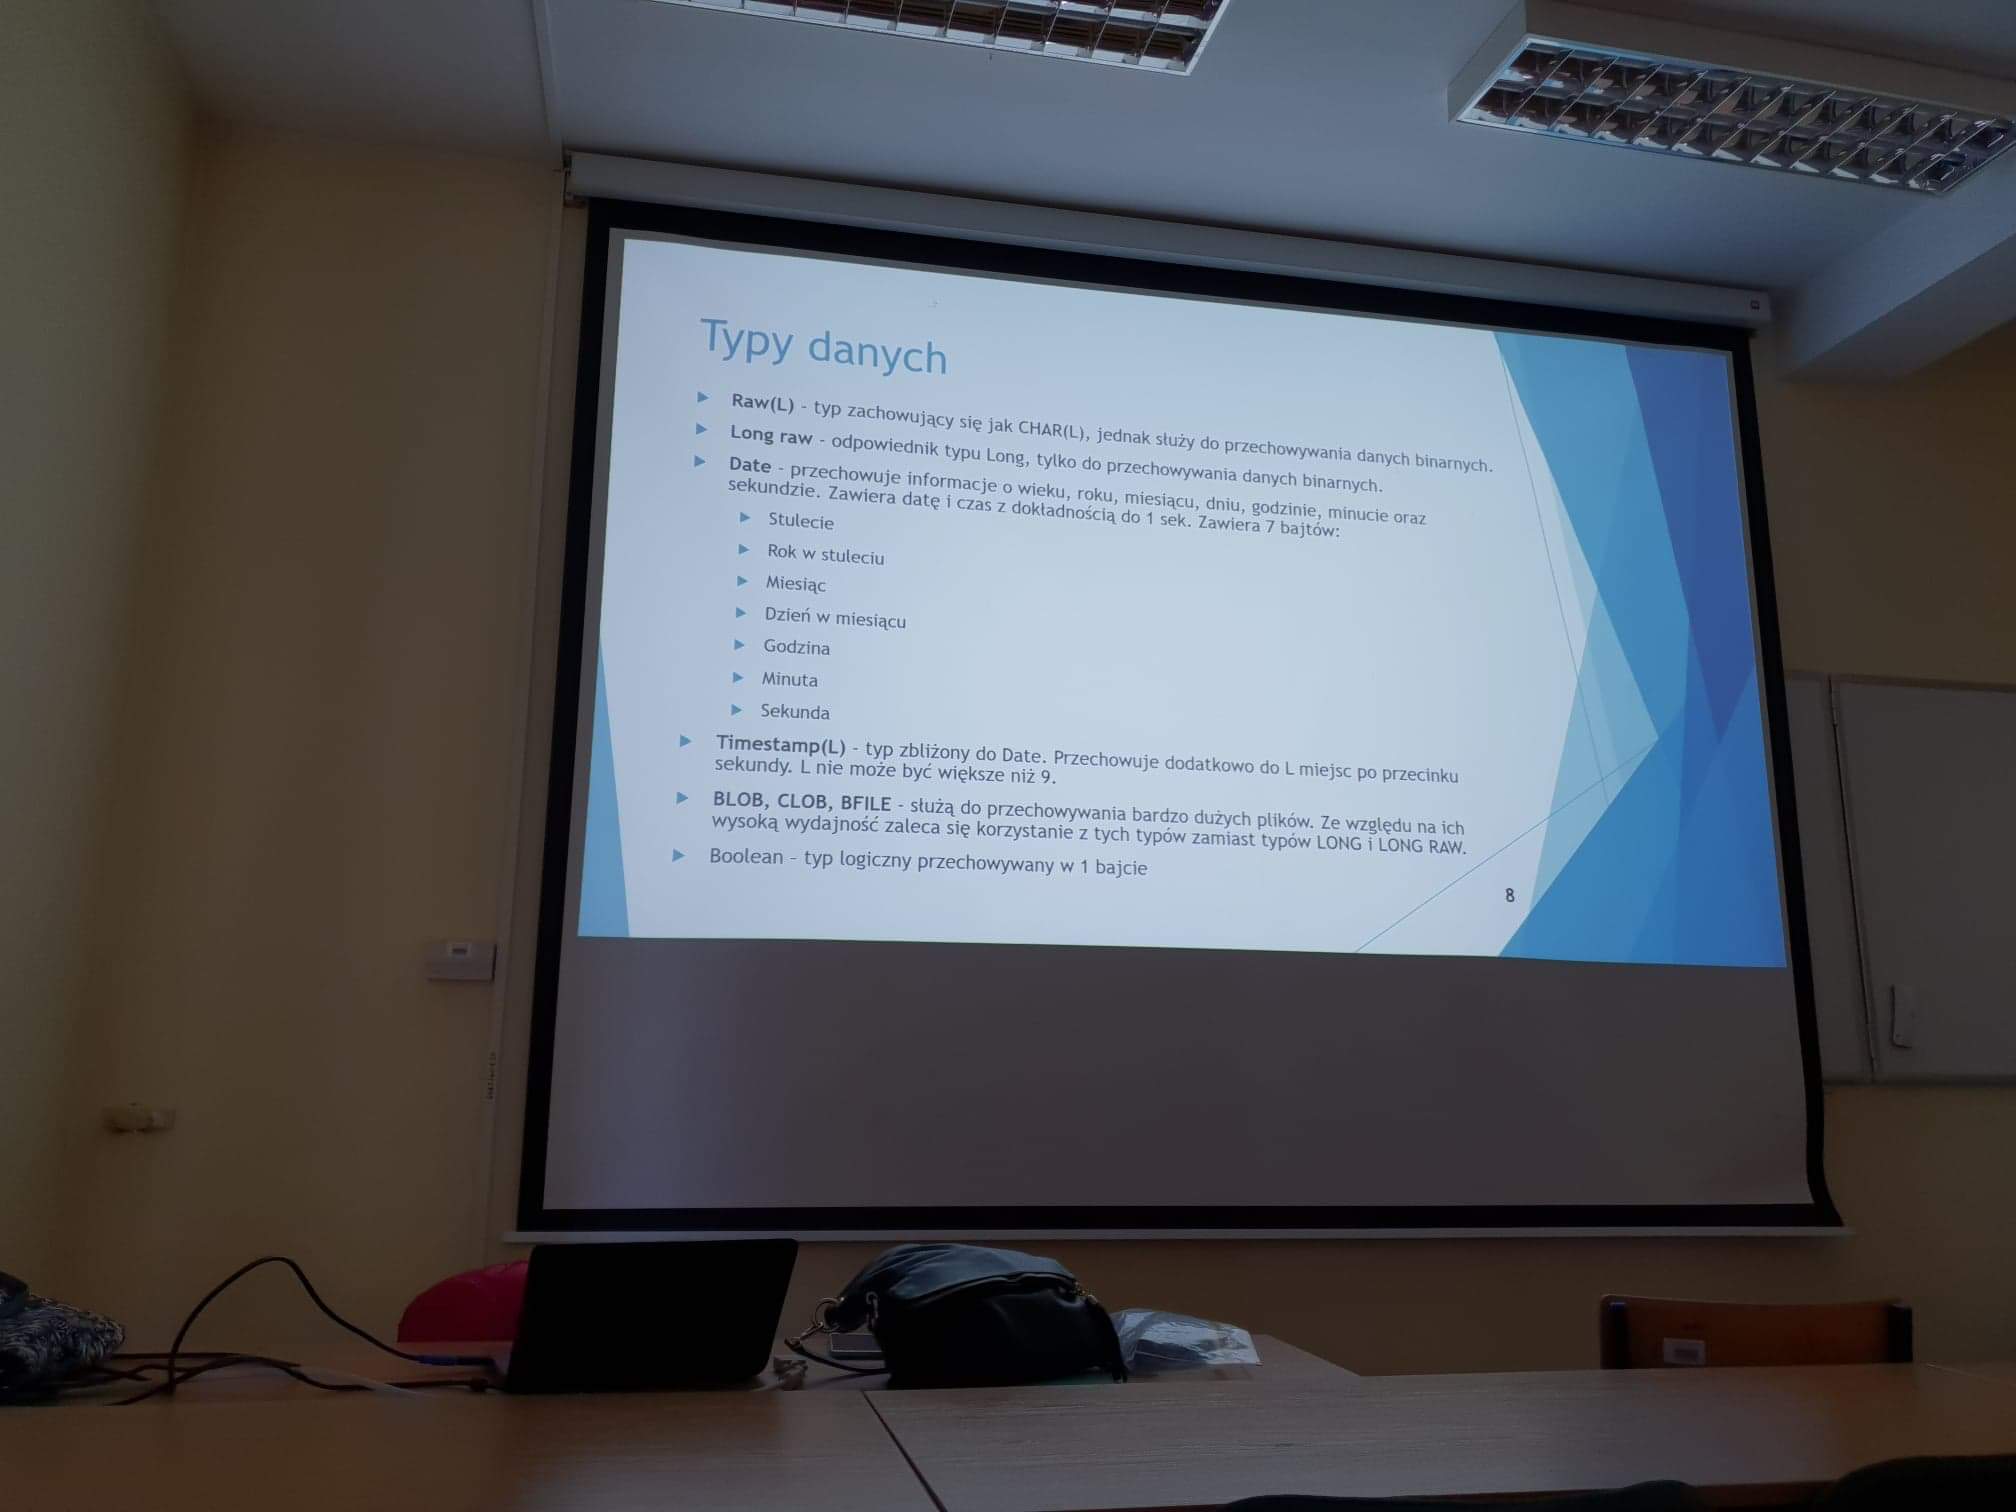 Typy danych
Raw(L) - typ zachowujący się jak CHAR(L), jednak służy do przechowywania danych binarnych.
Long raw - odpowiednik typu Long, tylko do przechowywania danych binarnych.
Date - przechowuje informacje o wieku, roku, miesiącu, dniu, godzinie, minucie oraz
sekundzie. Zawiera datę i czas z dokładnością do 1 sek. Zawiera 7 bajtów:
Stulecie
Rok w stuleciu
Miesiąc
Dzień w miesiącu
Godzina
Minuta
Sekunda
Timestamp(L) - typ zbliżony do Date. Przechowuje dodatkowo do L miejsc po przecinku
sekundy. L nie może być większe niż 9.
BLOB, CLOB, BFILE - służą do przechowywania bardzo dużych plików. Ze względu na ich
wysoką wydajność zaleca się korzystanie z tych typów zamiast typów LONG i LONG RAW.
Boolean - typ logiczny przechowywany w 1 bajcie
8